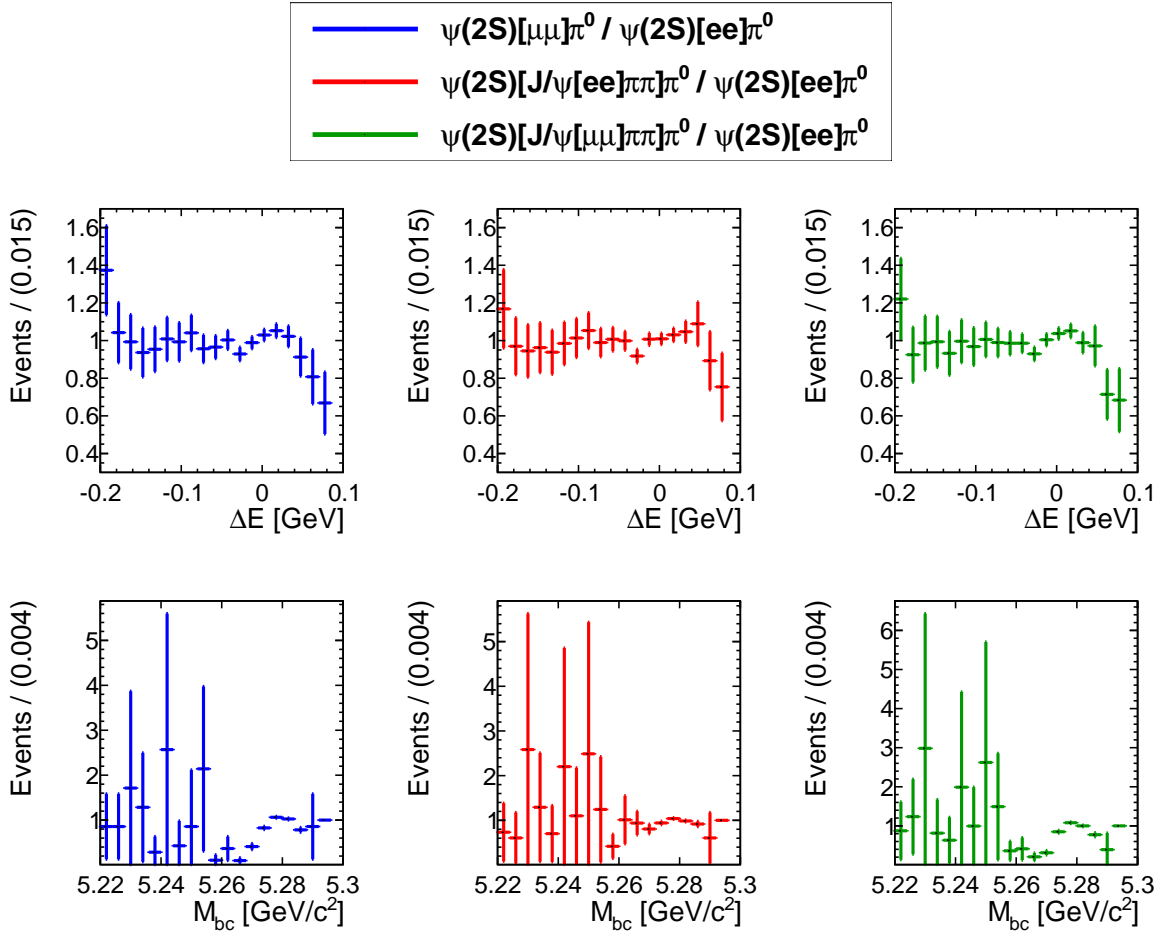 ψ(2S)[μμ]π⁰ / ψ(2S)[ee]π⁰
ψ(2S)[J/ψ[ee]ππ]π⁰ / ψ(2S)[ee]π⁰
ψ(2S)[J/ψ[μμ]ππ]π⁰ / ψ(2S)[ee]π⁰
Events / (0.015)
1.6
1.4
1.2
1
0.8
0.6
0.4
-0.2 -0.1 0 0.1
ΔE [GeV]
Events / (0.015)
1.6
1.4
1.2
1
0.8
0.6
0.4
-0.2 -0.1 0 0.1
ΔE [GeV]
Events / (0.015)
1.6
1.4
1.2
1
0.8
0.6
0.4
-0.2 -0.1 0 0.1
ΔE [GeV]
Events / (0.004)
5
4
3
2
1
5.22 5.24 5.26 5.28 5.3
M_bc [GeV/c²]
Events / (0.004)
5
4
3
2
1
5.22 5.24 5.26 5.28 5.3
M_bc [GeV/c²]
Events / (0.004)
6
5
4
3
2
1
5.22 5.24 5.26 5.28 5.3
M_bc [GeV/c²]